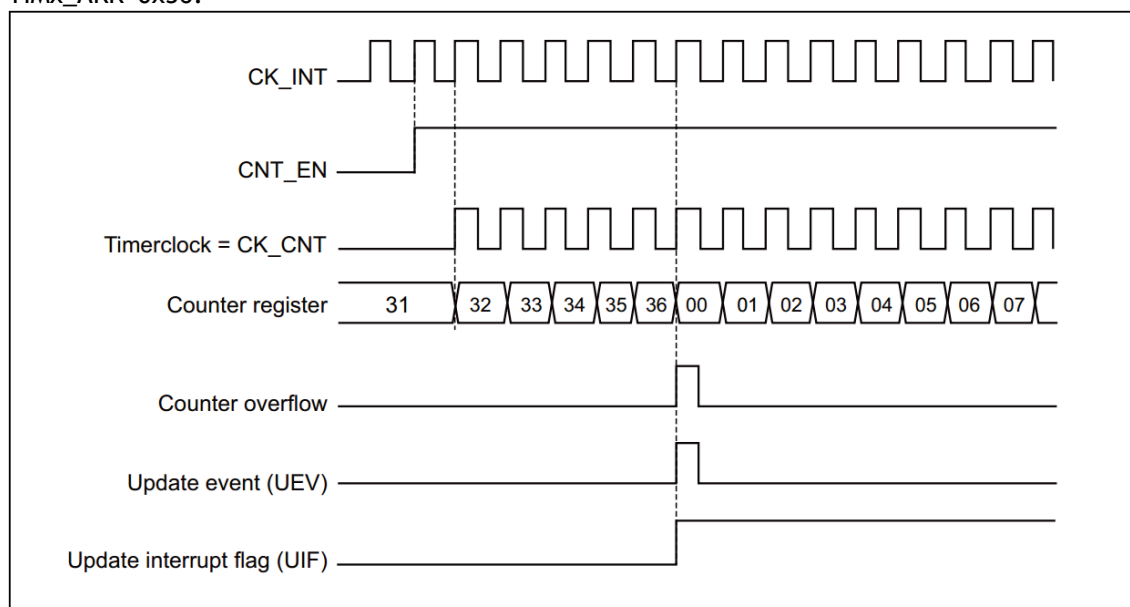 CK_INT
CNT_EN
Timerclock = CK_CNT
Counter register 31 32 33 34 35 36 00 01 02 03 04 05 06 07
Counter overflow
Update event (UEV)
Update interrupt flag (UIF)